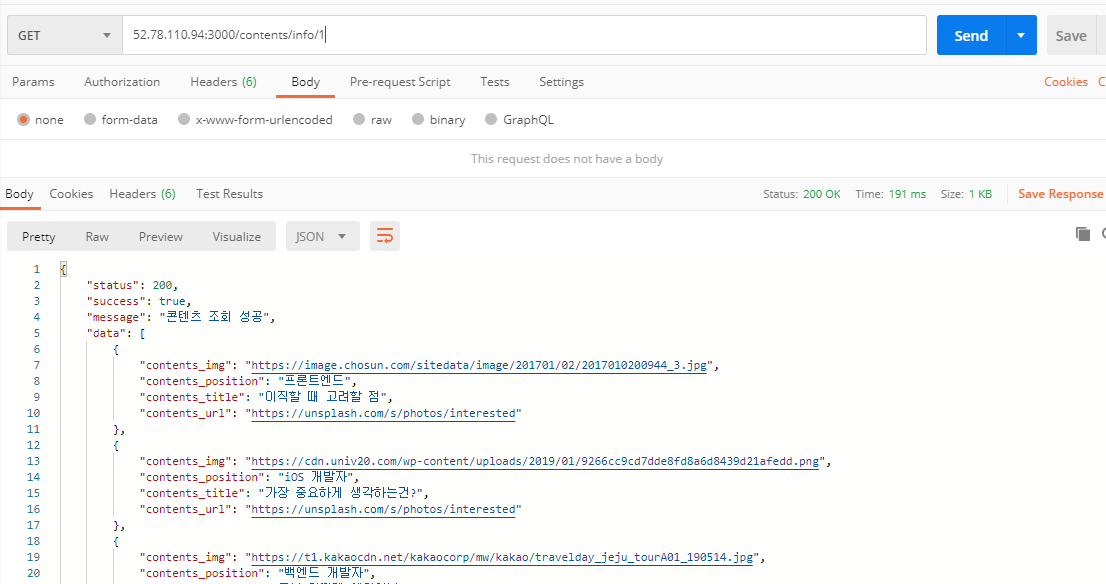 GET 52.78.110.94:3000/contents/info/1 Send Save
Params Authorization Headers (6) Body Pre-request Script Tests Settings Cookies
none form-data x-www-form-urlencoded raw binary GraphQL
This request does not have a body
Body Cookies Headers (6) Test Results Status: 200 OK Time: 191 ms Size: 1 KB Save Response
Pretty Raw Preview Visualize JSON
1 {
2 "status": 200,
3 "success": true,
4 "message": "콘텐츠 조회 성공",
5 "data": [
6 {
7 "contents_img": "https://image.chosun.com/sitedata/image/201701/02/2017010200944_3.jpg",
8 "contents_position": "프론트엔드",
9 "contents_title": "이직할 때 고려할 점",
10 "contents_url": "https://unsplash.com/s/photos/interested"
11 },
12 {
13 "contents_img": "https://cdn.univ20.com/wp-content/uploads/2019/01/9266cc9cd7dde8fd8a6d8439d21afedd.png",
14 "contents_position": "iOS 개발자",
15 "contents_title": "가장 중요하게 생각하는건?",
16 "contents_url": "https://unsplash.com/s/photos/interested"
17 },
18 {
19 "contents_img": "https://t1.kakaocdn.net/kakaocorp/mw/kakao/travelday_jeju_tourA01_190514.jpg",
20 "contents_position": "백엔드 개발자",